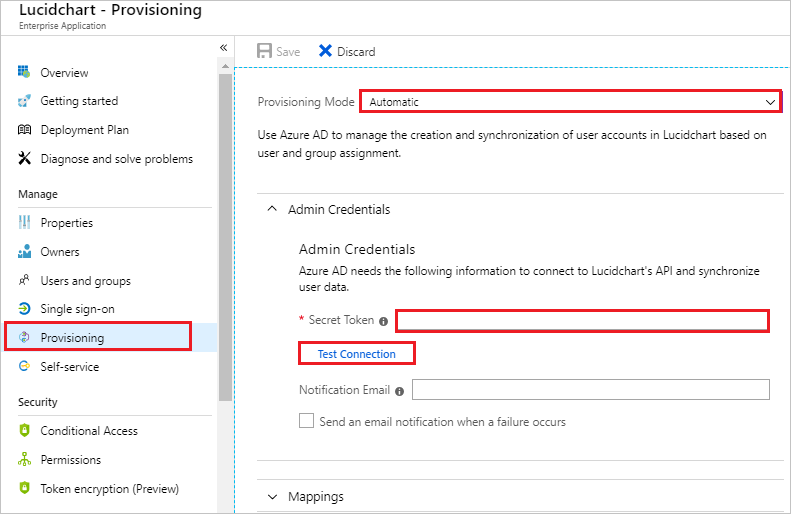 Lucidchart - Provisioning
Enterprise Application
«
Save
Discard
Overview
Getting started
Deployment Plan
Diagnose and solve problems
Manage
Properties
Owners
Users and groups
Single sign-on
Provisioning
Self-service
Security
Conditional Access
Permissions
Token encryption (Preview)
Provisioning Mode
Automatic
Use Azure AD to manage the creation and synchronization of user accounts in Lucidchart based on
user and group assignment.
Admin Credentials
Admin Credentials
Azure AD needs the following information to connect to Lucidchart's API and synchronize
user data.
* Secret Token
Test Connection
Notification Email
Send an email notification when a failure occurs
Mappings